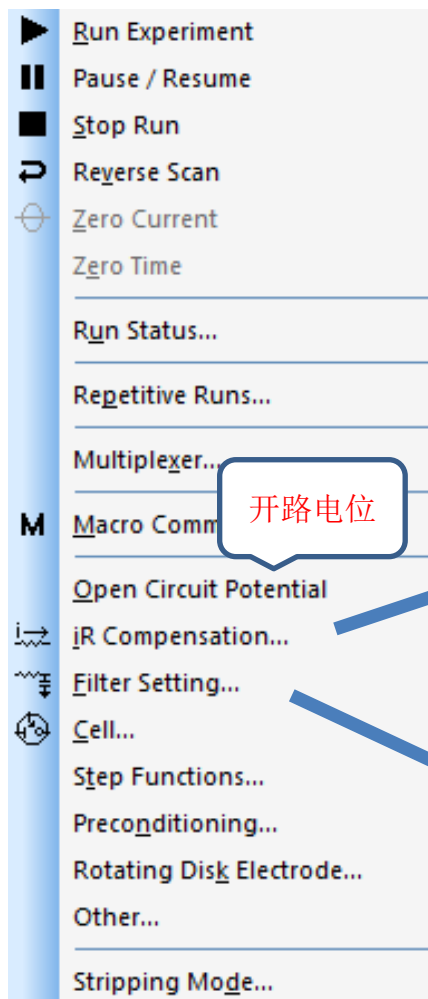 Run Experiment
Pause / Resume
Stop Run
Reverse Scan
Zero Current
Zero Time
Run Status...
Repetitive Runs...
Multiplexer...
M Macro Comm
开路电位
Open Circuit Potential
i iR Compensation...
Filter Setting...
Cell...
Step Functions...
Preconditioning...
Rotating Disk Electrode...
Other...
Stripping Mode...